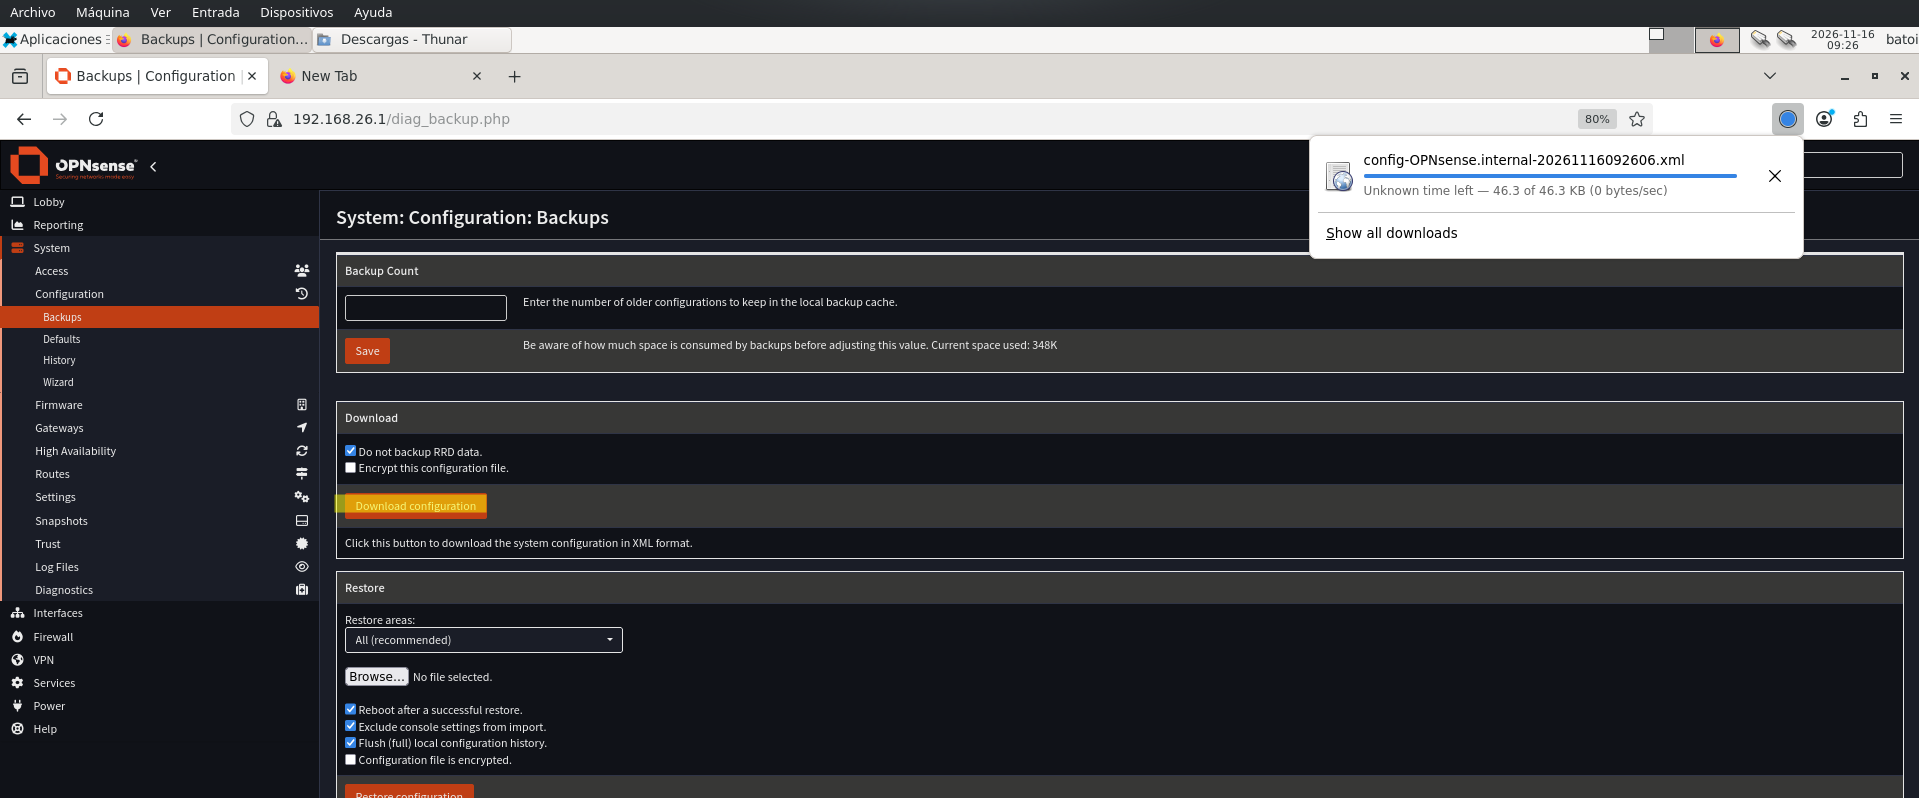 Archivo Máquina Ver Entrada Dispositivos Ayuda
Aplicaciones Backups | Configuration... Descargas - Thunar 2026-11-16 batoi
09:26
Backups | Configuration New Tab
192.168.26.1/diag_backup.php 80%
config-OPNsense.internal-20261116092606.xml
Unknown time left — 46.3 of 46.3 KB (0 bytes/sec)
Show all downloads
OPNsense
Securing networks made easy
Lobby
Reporting
System
Access
Configuration
Backups
Defaults
History
Wizard
Firmware
Gateways
High Availability
Routes
Settings
Snapshots
Trust
Log Files
Diagnostics
Interfaces
Firewall
VPN
Services
Power
Help
System: Configuration: Backups
Backup Count
Enter the number of older configurations to keep in the local backup cache.
Save Be aware of how much space is consumed by backups before adjusting this value. Current space used: 348K
Download
Do not backup RRD data.
Encrypt this configuration file.
Download configuration
Click this button to download the system configuration in XML format.
Restore
Restore areas:
All (recommended)
Browse... No file selected.
Reboot after a successful restore.
Exclude console settings from import.
Flush (full) local configuration history.
Configuration file is encrypted.
Restore configuration